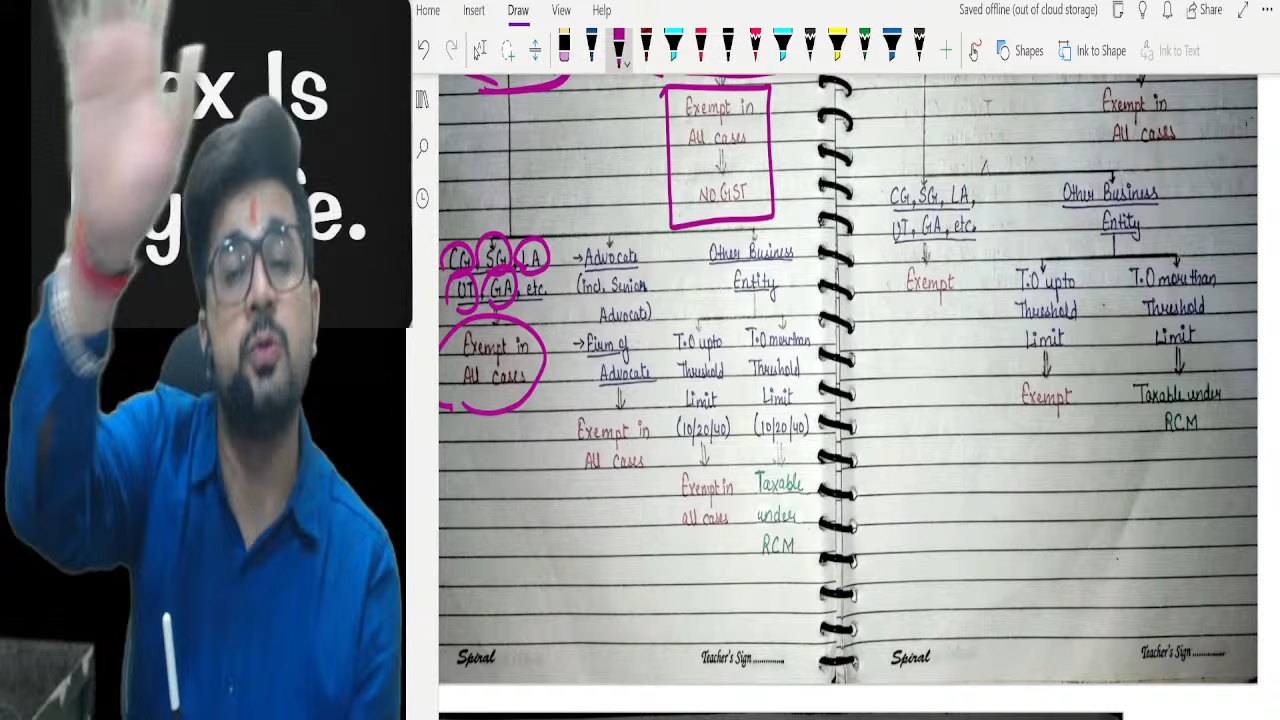 Home Insert Draw View Help
Saved offline (out of cloud storage)
Share
Shapes
Ink to Shape
Ink to Text
x Is
e.
Exempt in
All cases
NO GST
CG, SG, LA
UT, GA, etc.
Exempt in
All cases
→Advocate
(incl. Senior
Advocate)
→Firm of
Advocate
Exempt in
All cases
Other Business
Entity
T.O upto
Threshold
Limit
(10/20/40)
Exempt in
all cases
T.O more than
Threshold
Limit
(10/20/40)
Taxable
under
RCM
Spiral
Teacher's Sign.............
Exempt in
All cases
CG, SG, LA,
UT, GA, etc.
Exempt
Other Business
Entity
T.O upto
Threshold
Limit
Exempt
T.O more than
Threshold
Limit
Taxable under
RCM
Spiral
Teacher's Sign.............